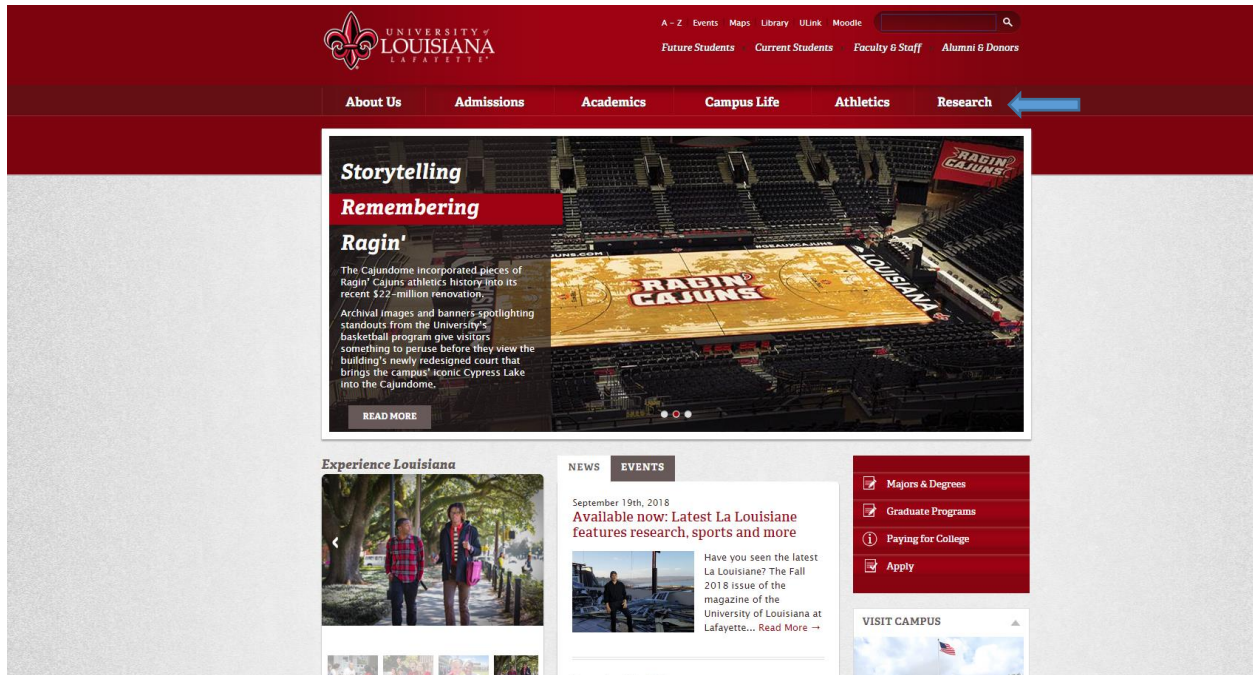 UNIVERSITY of
LOUISIANA
LAFAYETTE
A – Z Events Maps Library ULink Moodle
Future Students Current Students Faculty & Staff Alumni & Donors
About Us Admissions Academics Campus Life Athletics Research
Storytelling
Remembering
Ragin'
The Cajundome incorporated pieces of
Ragin' Cajuns athletics history into its
recent $22-million renovation.
Archival images and banners spotlighting
standouts from the University's
basketball program give visitors
something to peruse before they view the
building's newly redesigned court that
brings the campus' iconic Cypress Lake
into the Cajundome.
READ MORE
RAGIN'
CAJUNS
RAGIN'
CAJUNS
LOUISIANA
LOUISIANA
Experience Louisiana
NEWS EVENTS
September 19th, 2018
Available now: Latest La Louisiane
features research, sports and more
Have you seen the latest
La Louisiane? The Fall
2018 issue of the
magazine of the
University of Louisiana at
Lafayette... Read More →
Majors & Degrees
Graduate Programs
Paying for College
Apply
VISIT CAMPUS